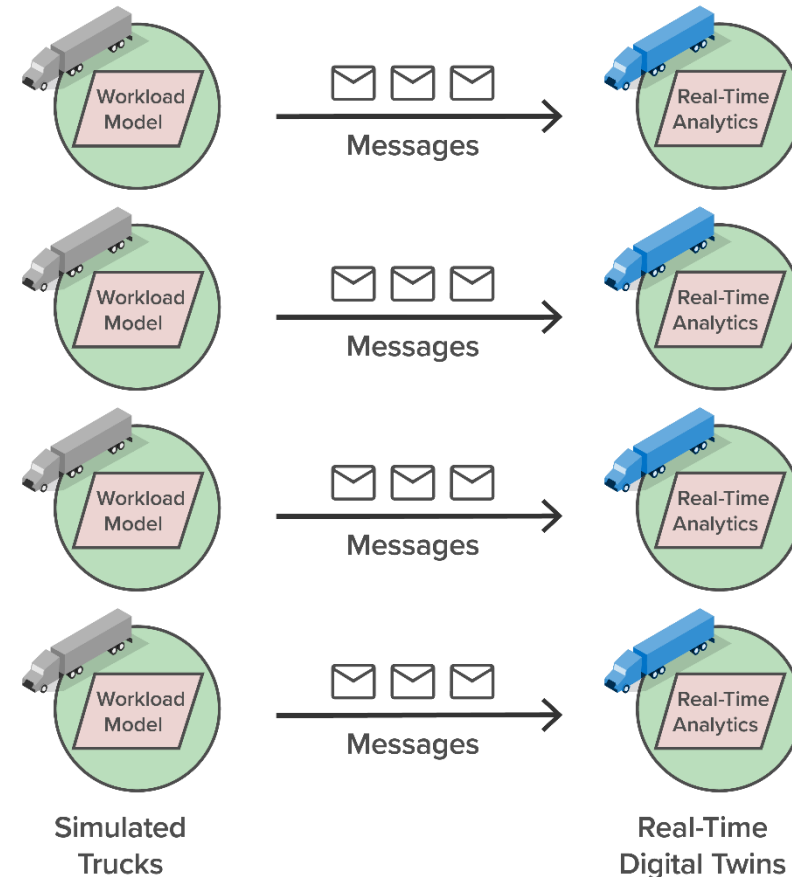 Workload
Model
Messages
Real-Time
Analytics
Workload
Model
Messages
Real-Time
Analytics
Workload
Model
Messages
Real-Time
Analytics
Workload
Model
Messages
Real-Time
Analytics
Simulated
Trucks
Real-Time
Digital Twins